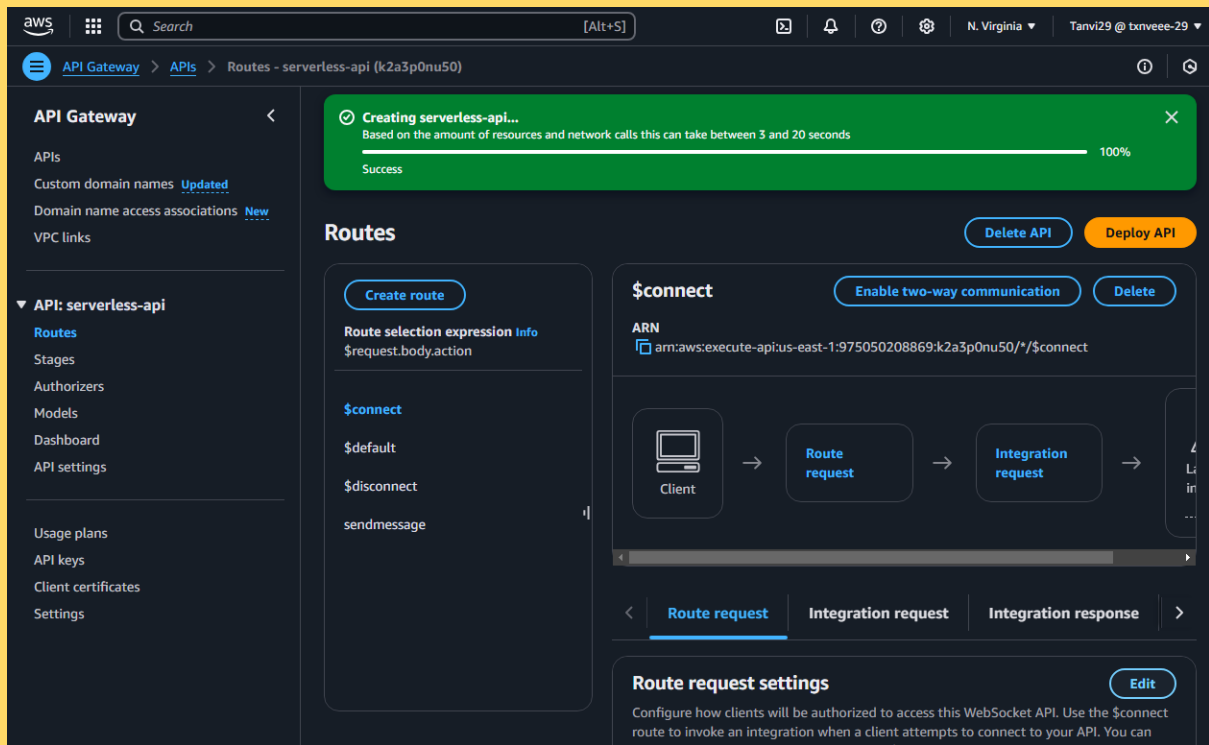 aws
Search [Alt+S]
N. Virginia
Tanvi29 @ txnveee-29
API Gateway > APIs > Routes - serverless-api (k2a3p0nu50)
API Gateway
APIs
Custom domain names Updated
Domain name access associations New
VPC links
API: serverless-api
Routes
Stages
Authorizers
Models
Dashboard
API settings
Usage plans
API keys
Client certificates
Settings
Creating serverless-api...
Based on the amount of resources and network calls this can take between 3 and 20 seconds
100%
Success
Routes
Delete API
Deploy API
Create route
Route selection expression Info
$request.body.action
$connect
$default
$disconnect
sendmessage
$connect
Enable two-way communication
Delete
ARN
arn:aws:execute-api:us-east-1:975050208869:k2a3p0nu50/*/$connect
Client
Route
request
Integration
request
Route request
Integration request
Integration response
Route request settings
Edit
Configure how clients will be authorized to access this WebSocket API. Use the $connect
route to invoke an integration when a client attempts to connect to your API. You can